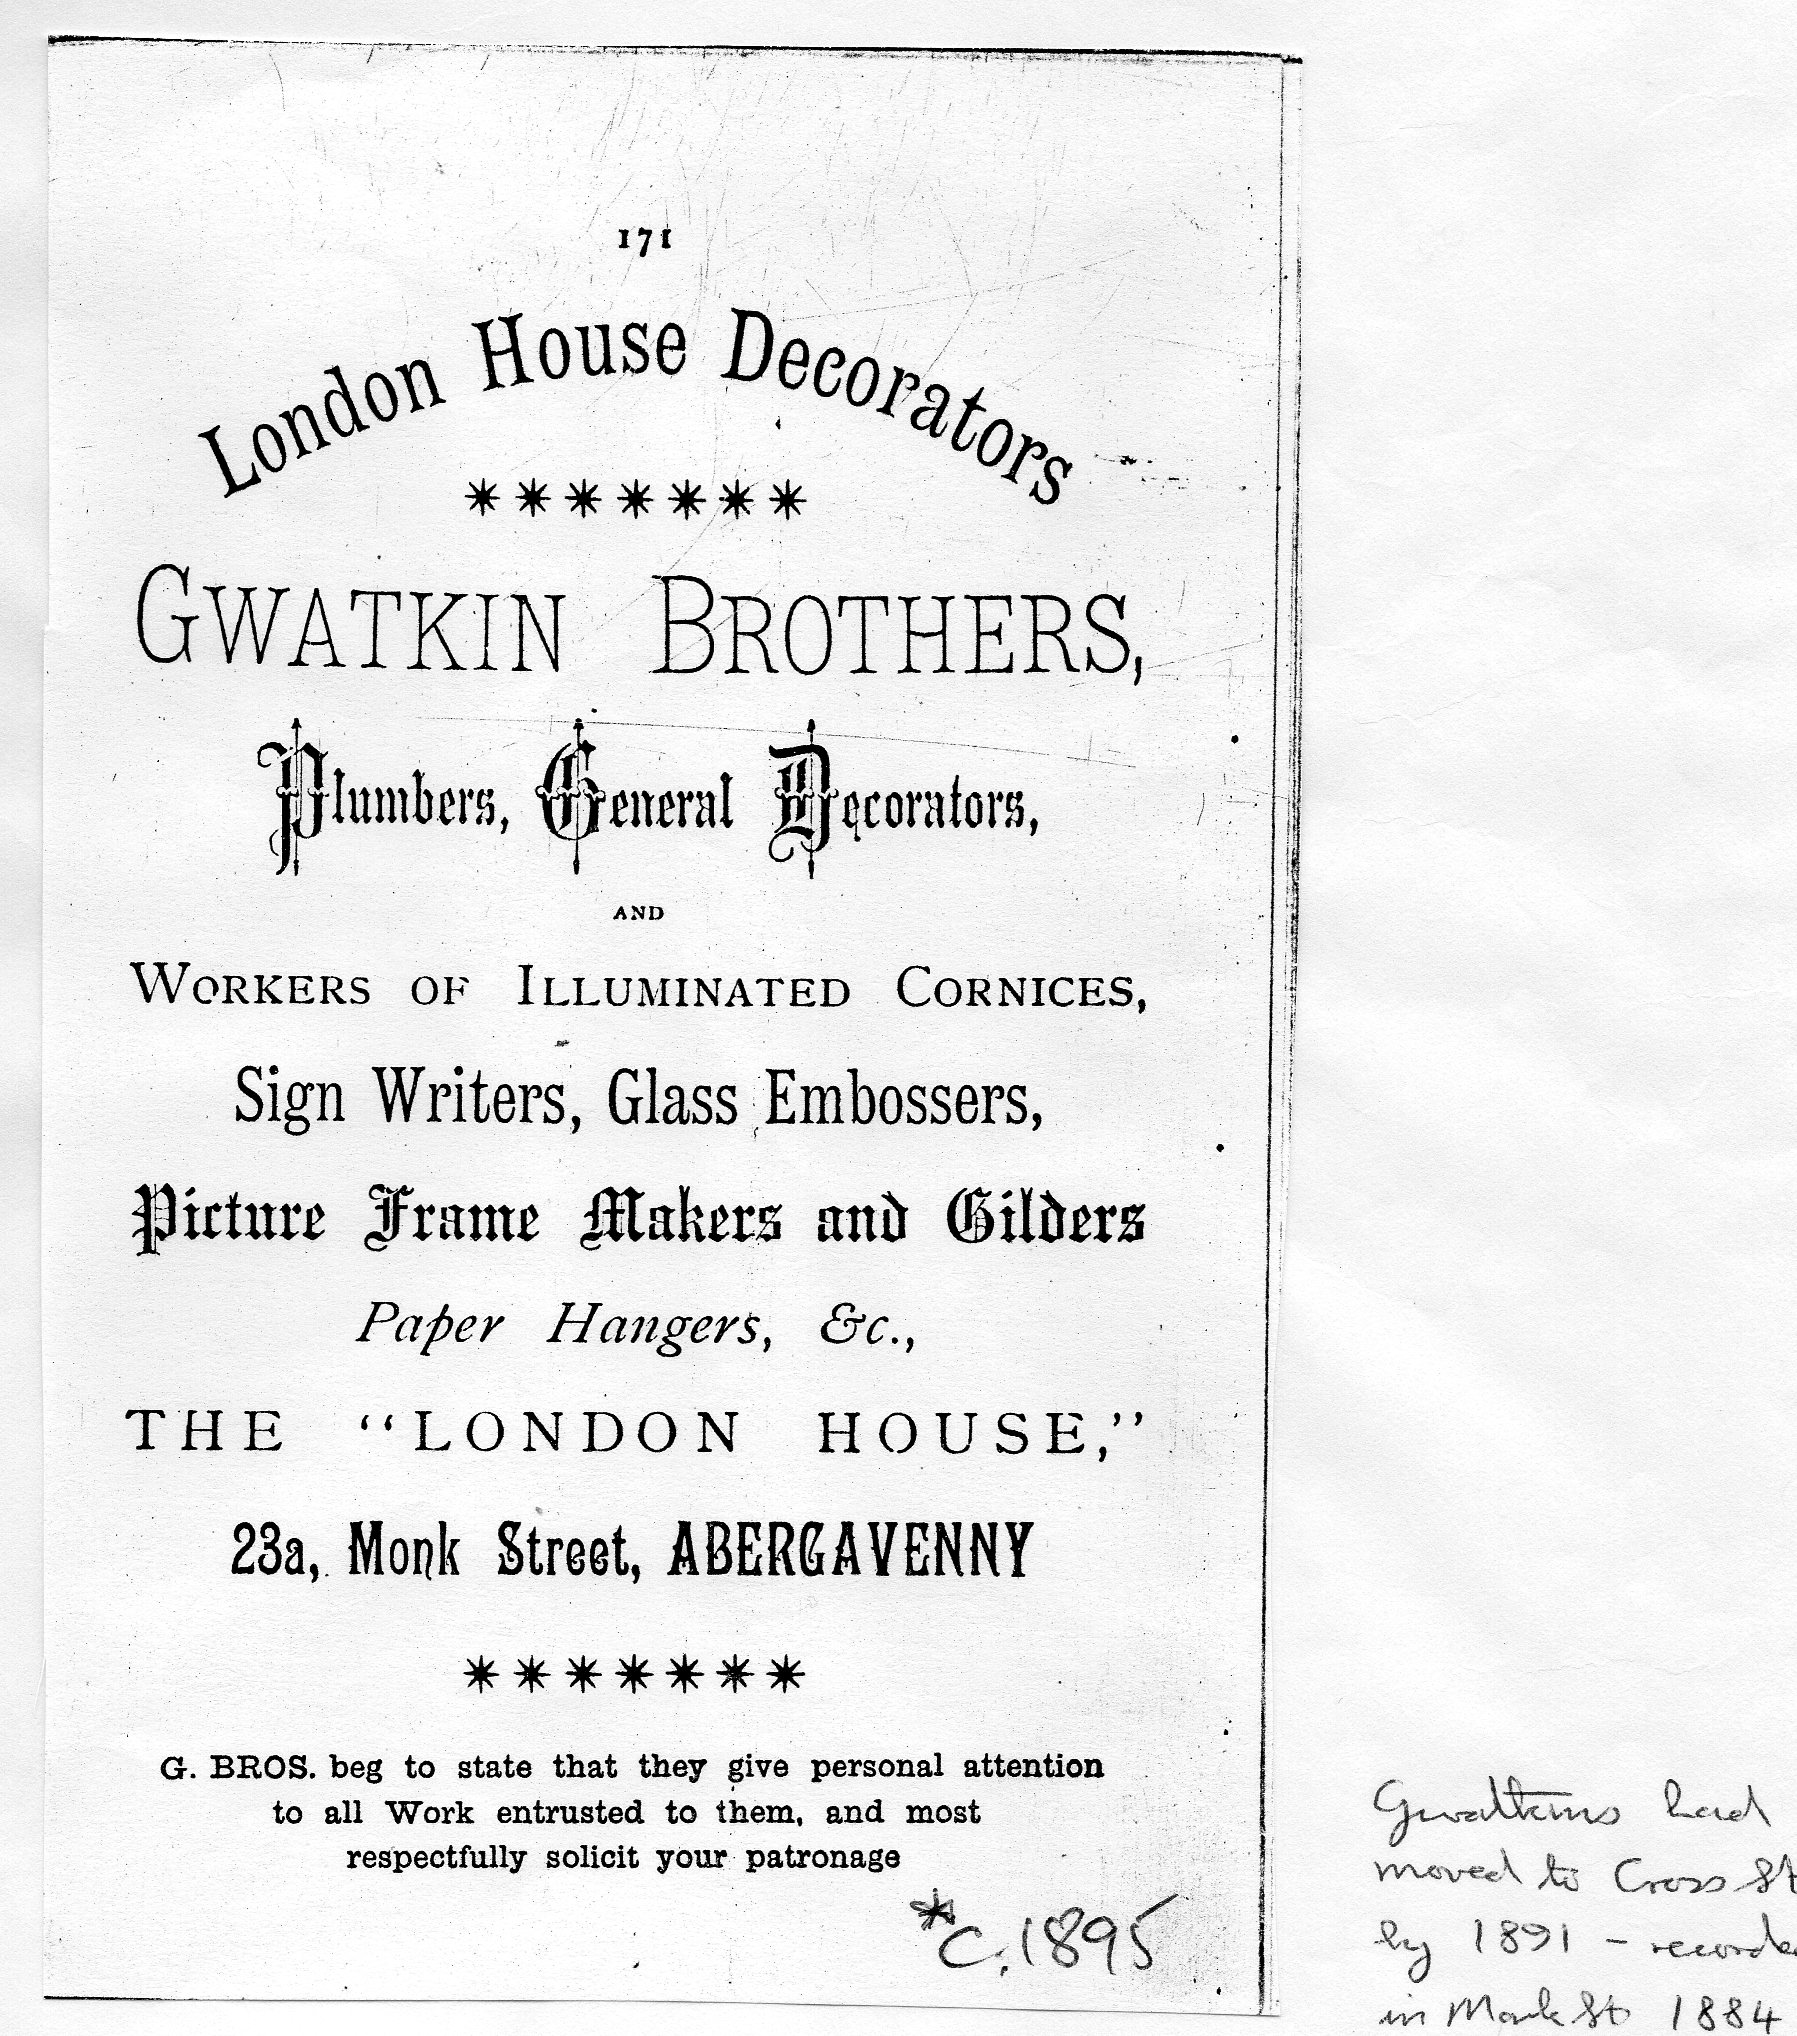 171
London House Decorators
*******
GWATKIN BROTHERS,
Plumbers, General Decorators,
AND
WORKERS OF ILLUMINATED CORNICES,
Sign Writers, Glass Embossers,
Picture Frame Makers and Gilders
Paper Hangers, &c.,
THE "LONDON HOUSE,"
23a, Monk Street, ABERGAVENNY
*******
G. BROS. beg to state that they give personal attention
to all Work entrusted to them, and most
respectfully solicit your patronage
*c. 1895
Gwatkins had
moved to Cross St
by 1891 – recorde
in Monk St 1884